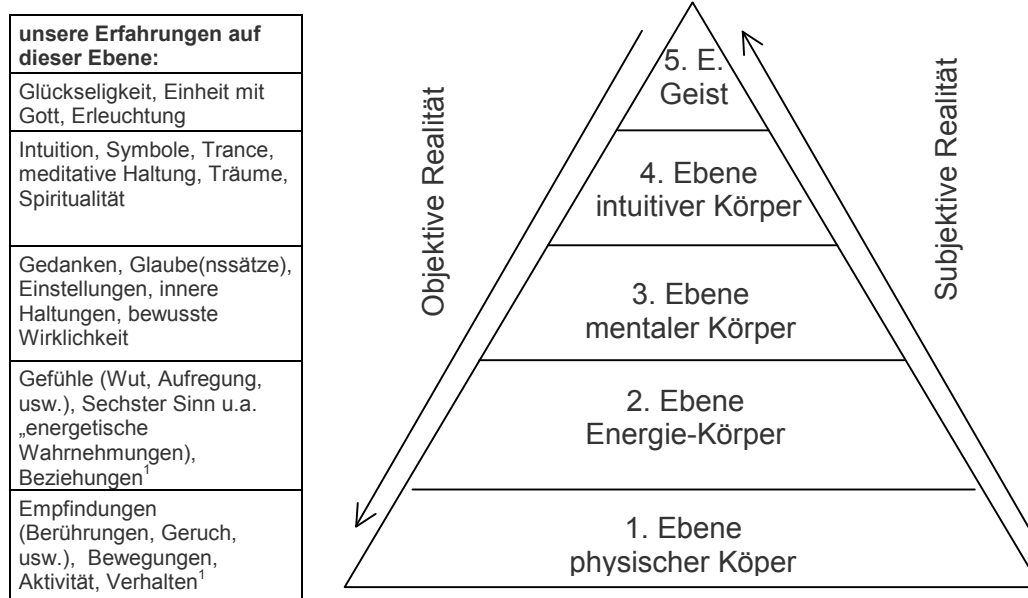 unsere Erfahrungen auf
dieser Ebene:
Glückseligkeit, Einheit mit
Gott, Erleuchtung
Intuition, Symbole, Trance,
meditative Haltung, Träume,
Spiritualität
Gedanken, Glaube(nssätze),
Einstellungen, innere
Haltungen, bewusste
Wirklichkeit
Gefühle (Wut, Aufregung,
usw.), Sechster Sinn u.a.
„energetische
Wahrnehmungen),
Beziehungen¹
Empfindungen
(Berührungen, Geruch,
usw.), Bewegungen,
Aktivität, Verhalten¹
Objektive Realität
5. E.
Geist
4. Ebene
intuitiver Körper
3. Ebene
mentaler Körper
2. Ebene
Energie-Körper
1. Ebene
physischer Köper
Subjektive Realität